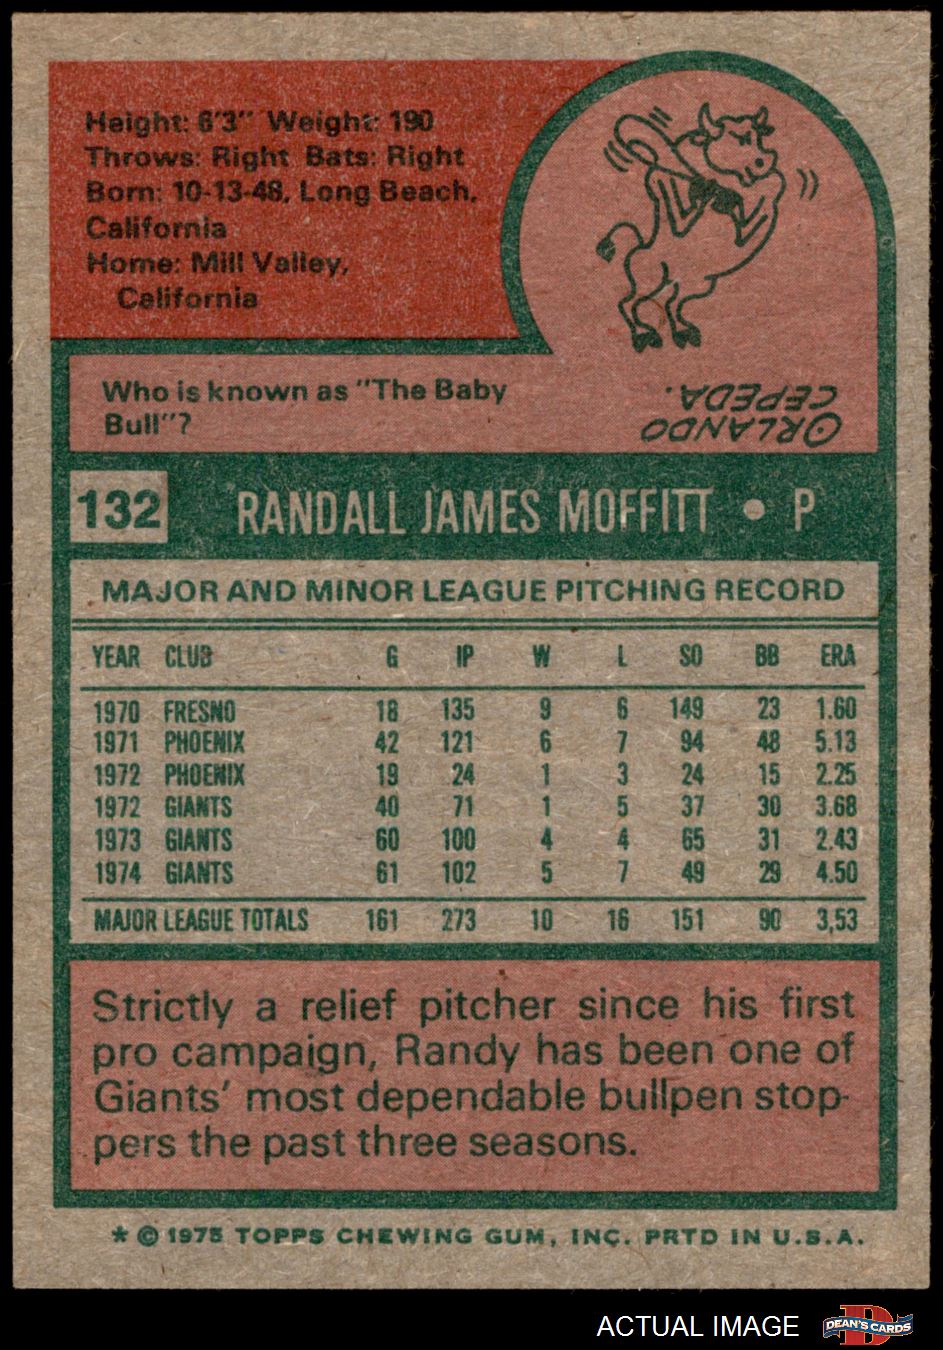 Height: 6'3" Weight: 190
Throws: Right Bats: Right
Born: 10-13-48, Long Beach,
California
Home: Mill Valley,
California
Who is known as "The Baby
Bull"?
ORLANDO
CEPEDA.
132 RANDALL JAMES MOFFITT • P
MAJOR AND MINOR LEAGUE PITCHING RECORD
YEAR CLUB G IP W L SO BB ERA
1970 FRESNO 18 135 9 6 149 23 1.60
1971 PHOENIX 42 121 6 7 94 48 5.13
1972 PHOENIX 19 24 1 3 24 15 2.25
1972 GIANTS 40 71 1 5 37 30 3.68
1973 GIANTS 60 100 4 4 65 31 2.43
1974 GIANTS 61 102 5 7 49 29 4.50
MAJOR LEAGUE TOTALS 161 273 10 16 151 90 3,53
Strictly a relief pitcher since his first
pro campaign, Randy has been one of
Giants' most dependable bullpen stop-
pers the past three seasons.
* © 1975 TOPPS CHEWING GUM, INC. PRTD IN U.S.A.
ACTUAL IMAGE
DEAN'S CARDS